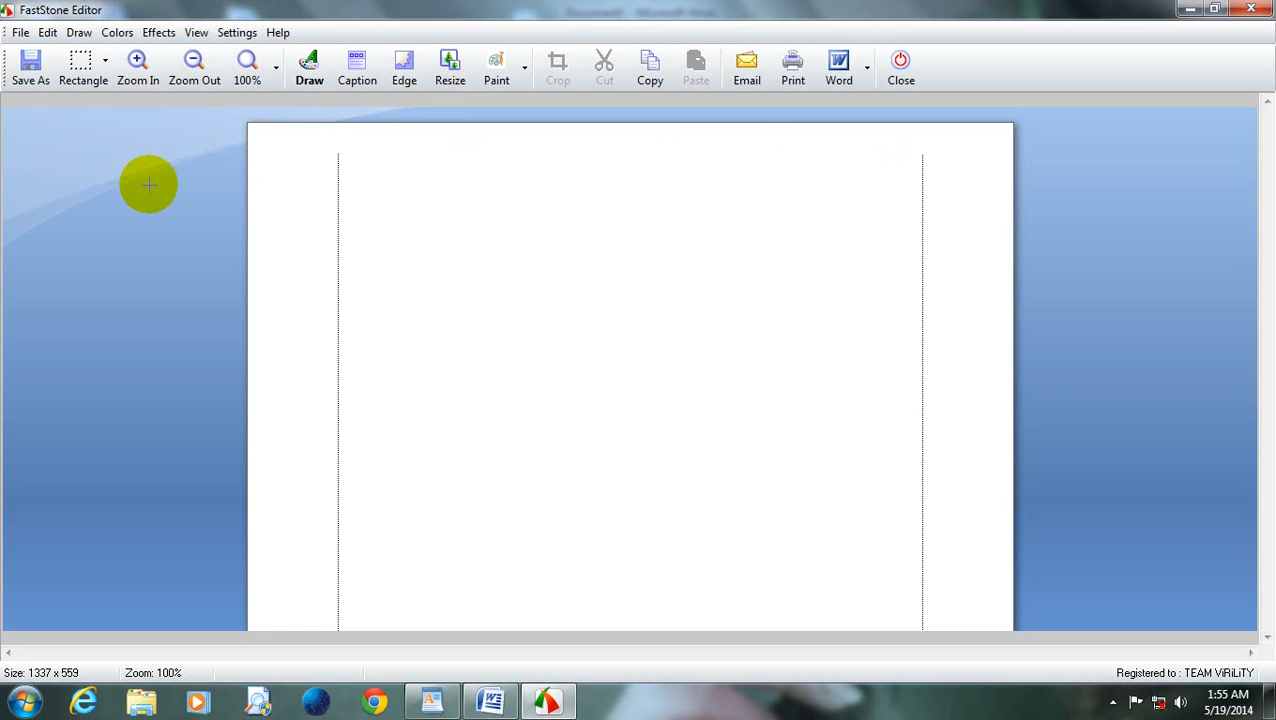 FastStone Editor
File Edit Draw Colors Effects View Settings Help
Save As Rectangle Zoom In Zoom Out 100% Draw Caption Edge Resize Paint Crop Cut Copy Paste Email Print Word Close
Size: 1337 x 559 Zoom: 100% Registered to : TEAM ViRiLiTY
1:55 AM
5/19/2014